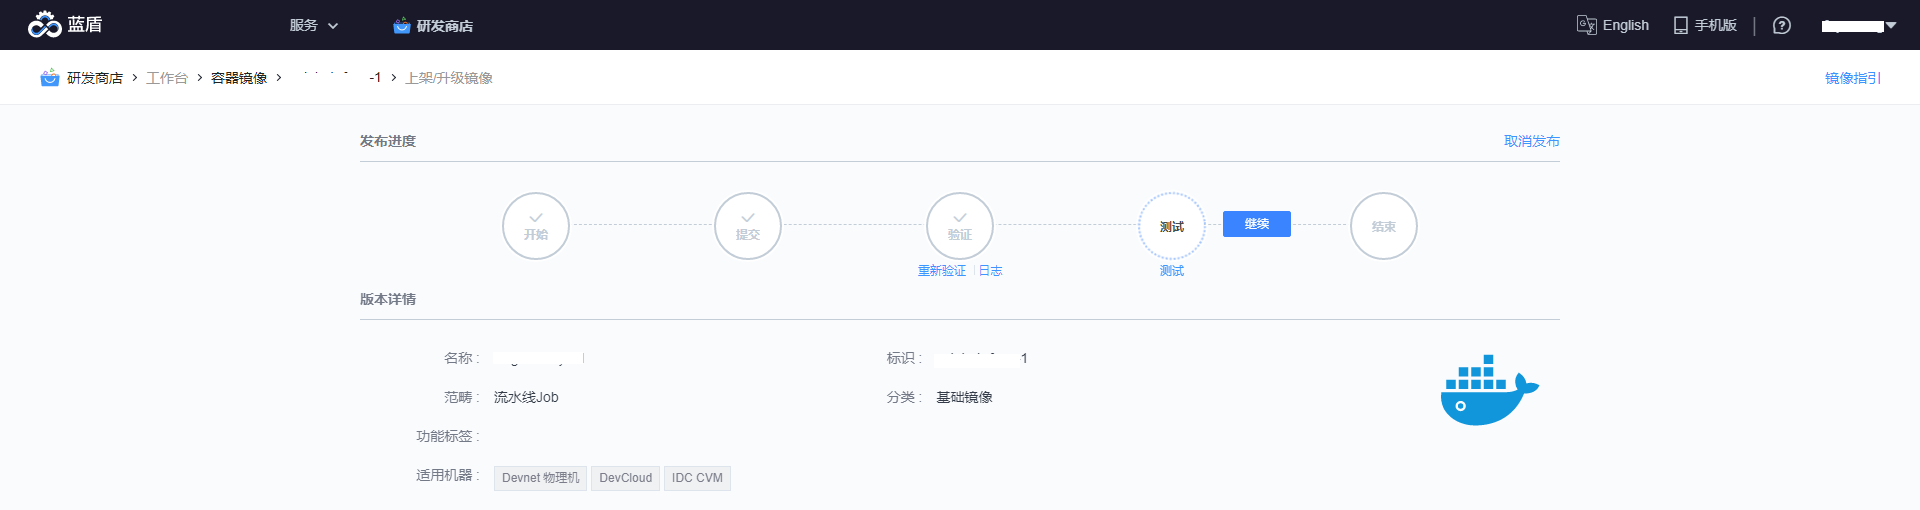 蓝盾 服务 研发商店 English 手机版
研发商店 > 工作台 > 容器镜像 > -1 > 上架/升级镜像 镜像指引
发布进度 取消发布
开始 提交 验证 测试 继续 结束
重新验证 日志 测试
版本详情
名称 : 标识 : 1
范畴 : 流水线Job 分类 : 基础镜像
功能标签 :
适用机器 : Devnet 物理机 DevCloud IDC CVM